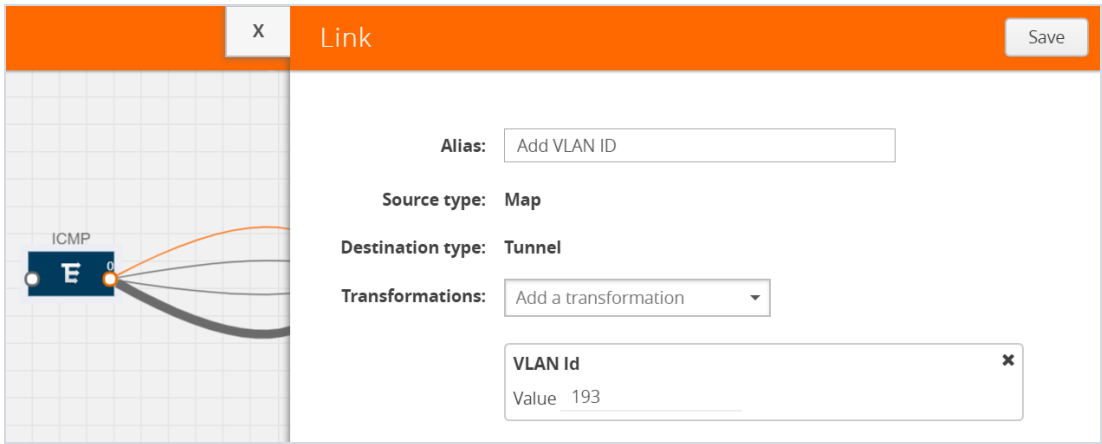 X
Link
Save
Alias: Add VLAN ID
Source type: Map
Destination type: Tunnel
Transformations: Add a transformation
VLAN Id
Value 193
ICMP
0